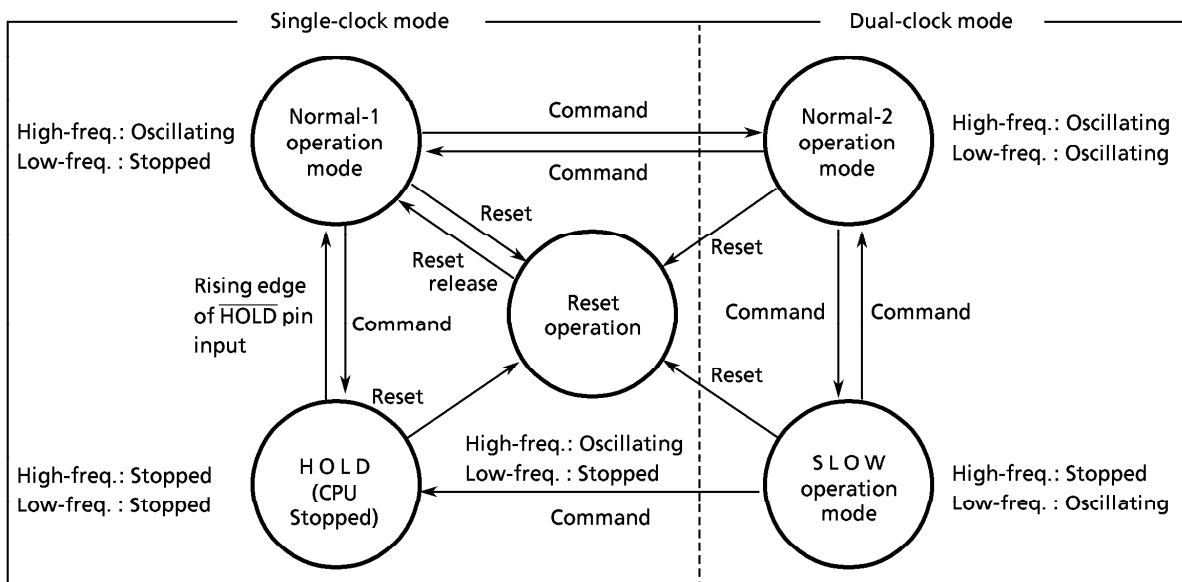 Single-clock mode
Dual-clock mode
Normal-1
operation
mode
High-freq.: Oscillating
Low-freq. : Stopped
Command
Command
Normal-2
operation
mode
High-freq.: Oscillating
Low-freq. : Oscillating
Reset
Reset
release
Reset
Reset
operation
Rising edge
of HOLD pin
input
Command
Command
Command
Reset
Reset
High-freq.: Stopped
Low-freq. : Stopped
H O L D
(CPU
Stopped)
High-freq.: Oscillating
Low-freq. : Stopped
Command
S L O W
operation
mode
High-freq.: Stopped
Low-freq. : Oscillating